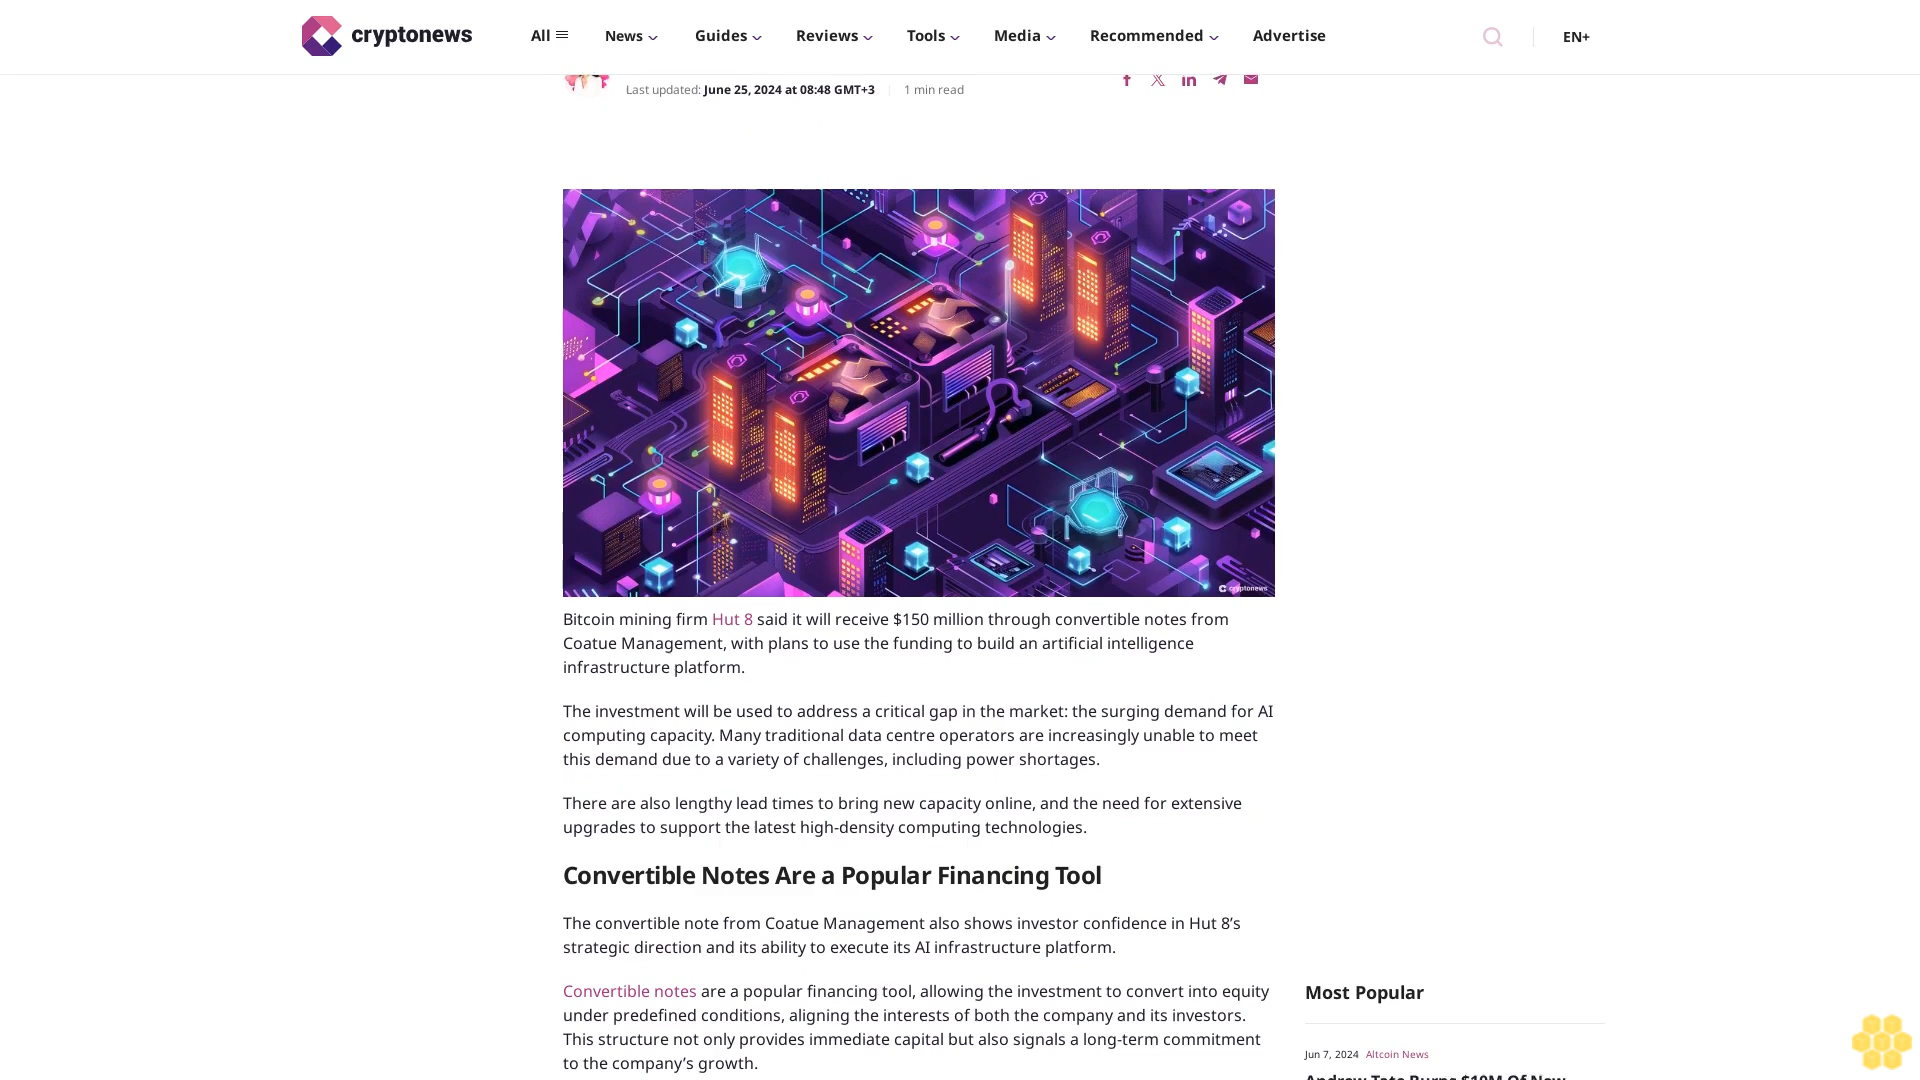 cryptonews
All
News
Guides
Reviews
Tools
Media
Recommended
Advertise
EN+
Last updated: June 25, 2024 at 08:48 GMT+3
1 min read
cryptonews
Bitcoin mining firm Hut 8 said it will receive $150 million through convertible notes from
Coatue Management, with plans to use the funding to build an artificial intelligence
infrastructure platform.
The investment will be used to address a critical gap in the market: the surging demand for AI
computing capacity. Many traditional data centre operators are increasingly unable to meet
this demand due to a variety of challenges, including power shortages.
There are also lengthy lead times to bring new capacity online, and the need for extensive
upgrades to support the latest high-density computing technologies.
Convertible Notes Are a Popular Financing Tool
The convertible note from Coatue Management also shows investor confidence in Hut 8’s
strategic direction and its ability to execute its AI infrastructure platform.
Convertible notes are a popular financing tool, allowing the investment to convert into equity
under predefined conditions, aligning the interests of both the company and its investors.
This structure not only provides immediate capital but also signals a long-term commitment
to the company’s growth.
Most Popular
Jun 7, 2024 Altcoin News
Andrew Tate Burns $10M Of New